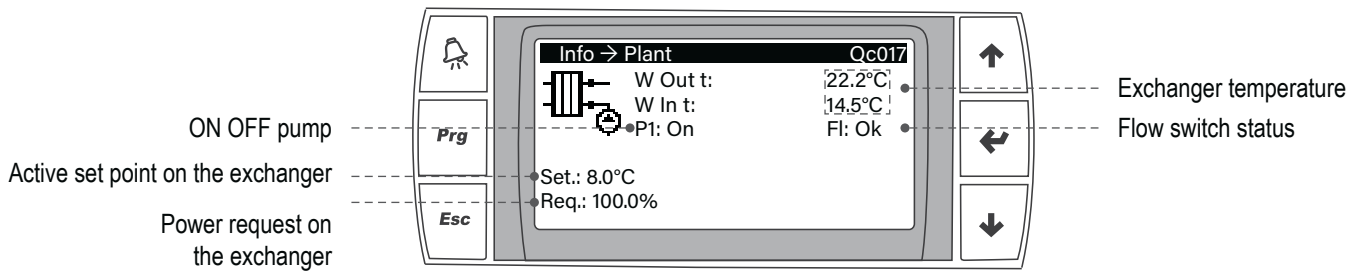 Info → Plant Qc017
W Out t: 22.2°C
W In t: 14.5°C
P1: On Fl: Ok
Set.: 8.0°C
Req.: 100.0%
Prg
Esc
ON OFF pump
Active set point on the exchanger
Power request on
the exchanger
Exchanger temperature
Flow switch status